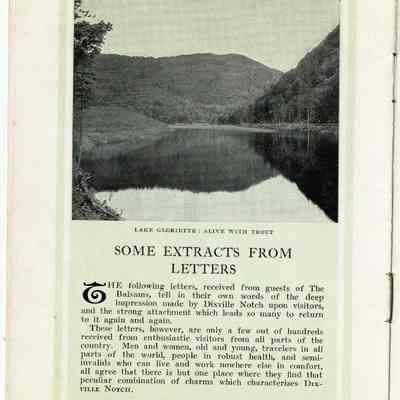 LAKE GLORIETTE: ALIVE WITH TROUT
SOME EXTRACTS FROM
LETTERS
THE following letters, received from guests of The
Balsams, tell in their own words of the deep
impression made by Dixville Notch upon visitors,
and the strong attachment which leads so many to return
to it again and again.
These letters, however, are only a few out of hundreds
received from enthusiastic visitors from all parts of the
country. Men and women, old and young, travelers in all
parts of the world, people in robust health, and semi-
invalids who can live and work nowhere else in comfort,
all agree that there is but one place where they find that
peculiar combination of charms which characterises DIX-
VILLE NOTCH.